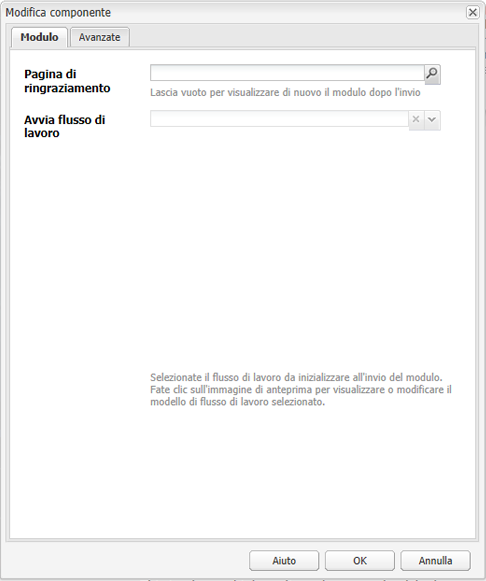 Modifica componente
Modulo
Avanzate
Pagina di
ringraziamento
Lascia vuoto per visualizzare di nuovo il modulo dopo l'invio
Avvia flusso di
lavoro
Selezionate il flusso di lavoro da inizializzare all'invio del modulo.
Fate clic sull'immagine di anteprima per visualizzare o modificare il
modello di flusso di lavoro selezionato.
Aiuto
OK
Annulla